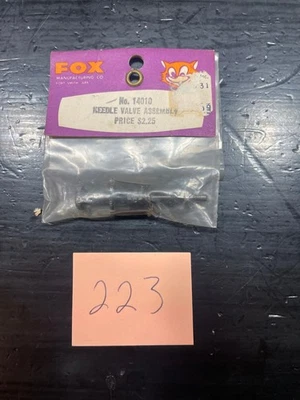 FOX
MANUFACTURING CO
No. 14010
NEEDLE VALVE ASSEMBLY
PRICE $2.25
223